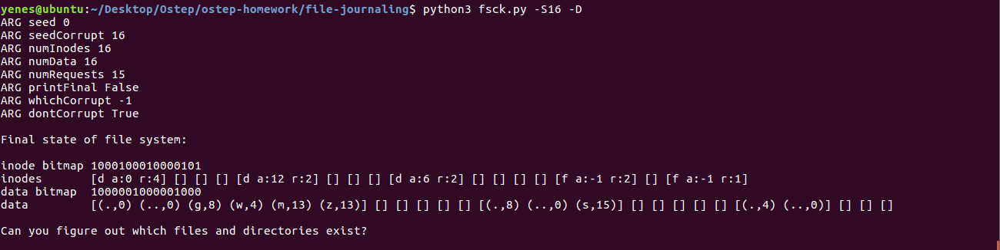 yenes@ubuntu:~/Desktop/Ostep/ostep-homework/file-journaling$ python3 fsck.py -S16 -D
ARG seed 0
ARG seedCorrupt 16
ARG numInodes 16
ARG numData 16
ARG numRequests 15
ARG printFinal False
ARG whichCorrupt -1
ARG dontCorrupt True
Final state of file system:
inode bitmap 1000100010000101
inodes       [d a:0 r:4] [] [] [] [d a:12 r:2] [] [] [] [d a:6 r:2] [] [] [] [] [f a:-1 r:2] [] [f a:-1 r:1]
data bitmap  1000001000001000
data         [(.,0) (..,0) (g,8) (w,4) (m,13) (z,13)] [] [] [] [] [] [(.,8) (..,0) (s,15)] [] [] [] [] [] [(.,4) (..,0)] [] [] []
Can you figure out which files and directories exist?